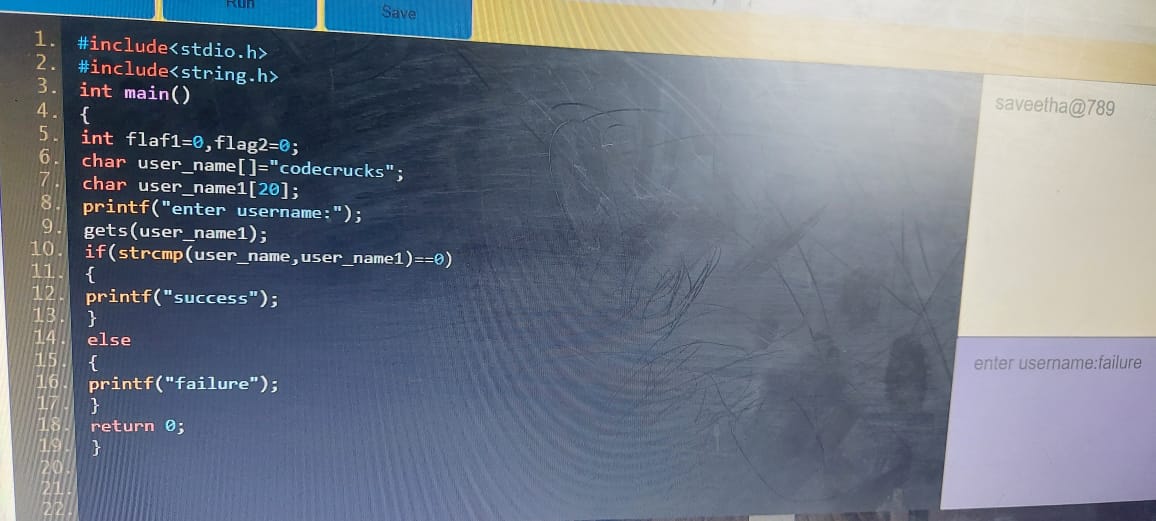 Run
Save
1. #include<stdio.h>
2. #include<string.h>
3. int main()
4. {
5. int flaf1=0,flag2=0;
6. char user_name[]="codecrucks";
7. char user_name1[20];
8. printf("enter username:");
9. gets(user_name1);
10. if(strcmp(user_name,user_name1)==0)
11. {
12. printf("success");
13. }
14. else
15. {
16. printf("failure");
17. }
18. return 0;
19. }
20.
21.
22.
saveetha@789
enter username:failure